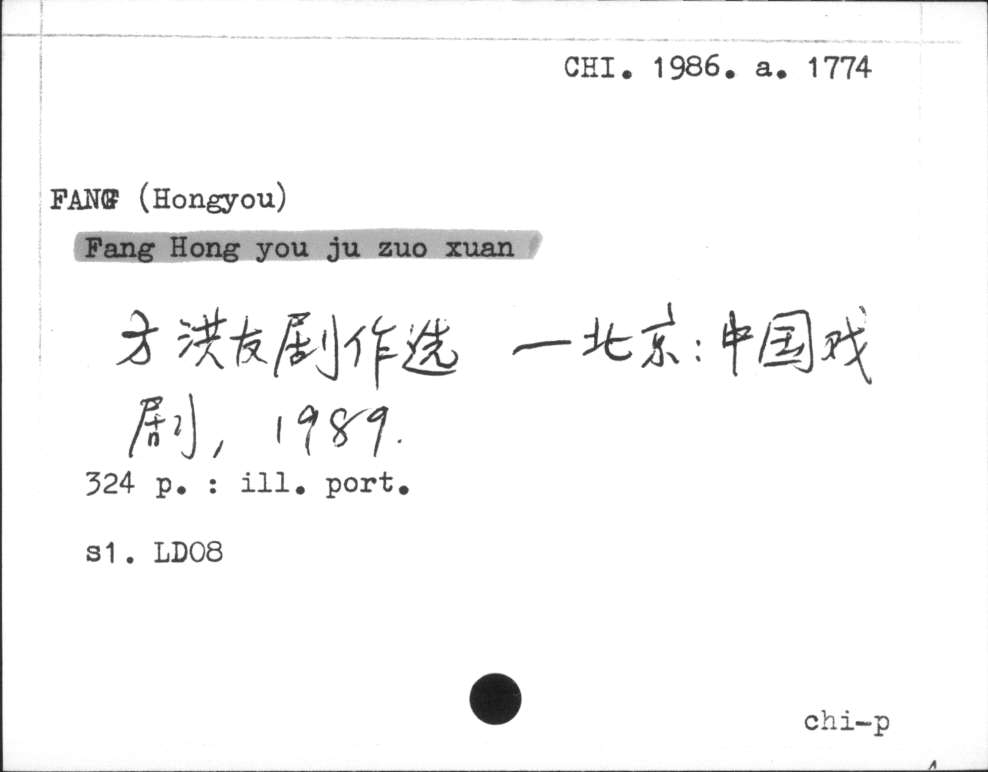 CHI. 1986. a. 1774
FANG (Hongyou)
Fang Hong you ju zuo xuan
方洪友剧作选 一北京:中国戏
剧, 1989.
324 p. : ill. port.
s1. LD08
chi-p